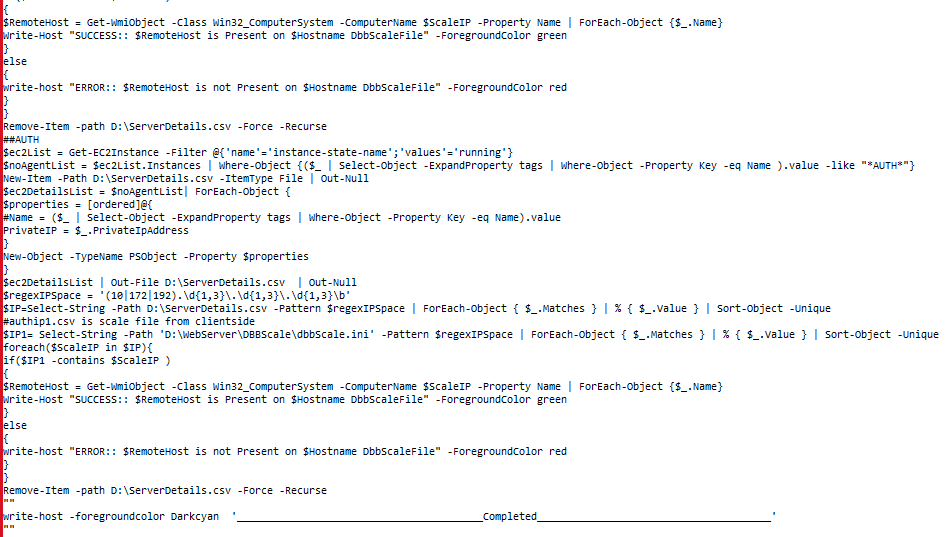 {
$RemoteHost = Get-WmiObject -Class Win32_ComputerSystem -ComputerName $ScaleIP -Property Name | ForEach-Object {$_.Name}
Write-Host "SUCCESS:: $RemoteHost is Present on $Hostname DbbScaleFile" -ForegroundColor green
}
else
{
write-host "ERROR:: $RemoteHost is not Present on $Hostname DbbScaleFile" -ForegroundColor red
}
}
Remove-Item -path D:\ServerDetails.csv -Force -Recurse
##AUTH
$ec2List = Get-EC2Instance -Filter @{'name'='instance-state-name';'values'='running'}
$noAgentList = $ec2List.Instances | Where-Object {($_ | Select-Object -ExpandProperty tags | Where-Object -Property Key -eq Name ).value -like "*AUTH*"}
New-Item -Path D:\ServerDetails.csv -ItemType File | Out-Null
$ec2DetailsList = $noAgentList| ForEach-Object {
$properties = [ordered]@{
#Name = ($_ | Select-Object -ExpandProperty tags | Where-Object -Property Key -eq Name).value
PrivateIP = $_.PrivateIpAddress
}
New-Object -TypeName PSObject -Property $properties
}
$ec2DetailsList | Out-File D:\ServerDetails.csv  | Out-Null
$regexIPSpace = '(10|172|192).\d{1,3}\.\d{1,3}\.\d{1,3}\b'
$IP=Select-String -Path D:\ServerDetails.csv -Pattern $regexIPSpace | ForEach-Object { $_.Matches } | % { $_.Value } | Sort-Object -Unique
#authip1.csv is scale file from clientside
$IP1= Select-String -Path 'D:\WebServer\DBBScale\dbbScale.ini' -Pattern $regexIPSpace | ForEach-Object { $_.Matches } | % { $_.Value } | Sort-Object -Unique
foreach($ScaleIP in $IP){
if($IP1 -contains $ScaleIP )
{
$RemoteHost = Get-WmiObject -Class Win32_ComputerSystem -ComputerName $ScaleIP -Property Name | ForEach-Object {$_.Name}
Write-Host "SUCCESS:: $RemoteHost is Present on $Hostname DbbScaleFile" -ForegroundColor green
}
else
{
write-host "ERROR:: $RemoteHost is not Present on $Hostname DbbScaleFile" -ForegroundColor red
}
}
Remove-Item -path D:\ServerDetails.csv -Force -Recurse
""
write-host -foregroundcolor Darkcyan  '_________________________________________Completed_______________________________________'
""